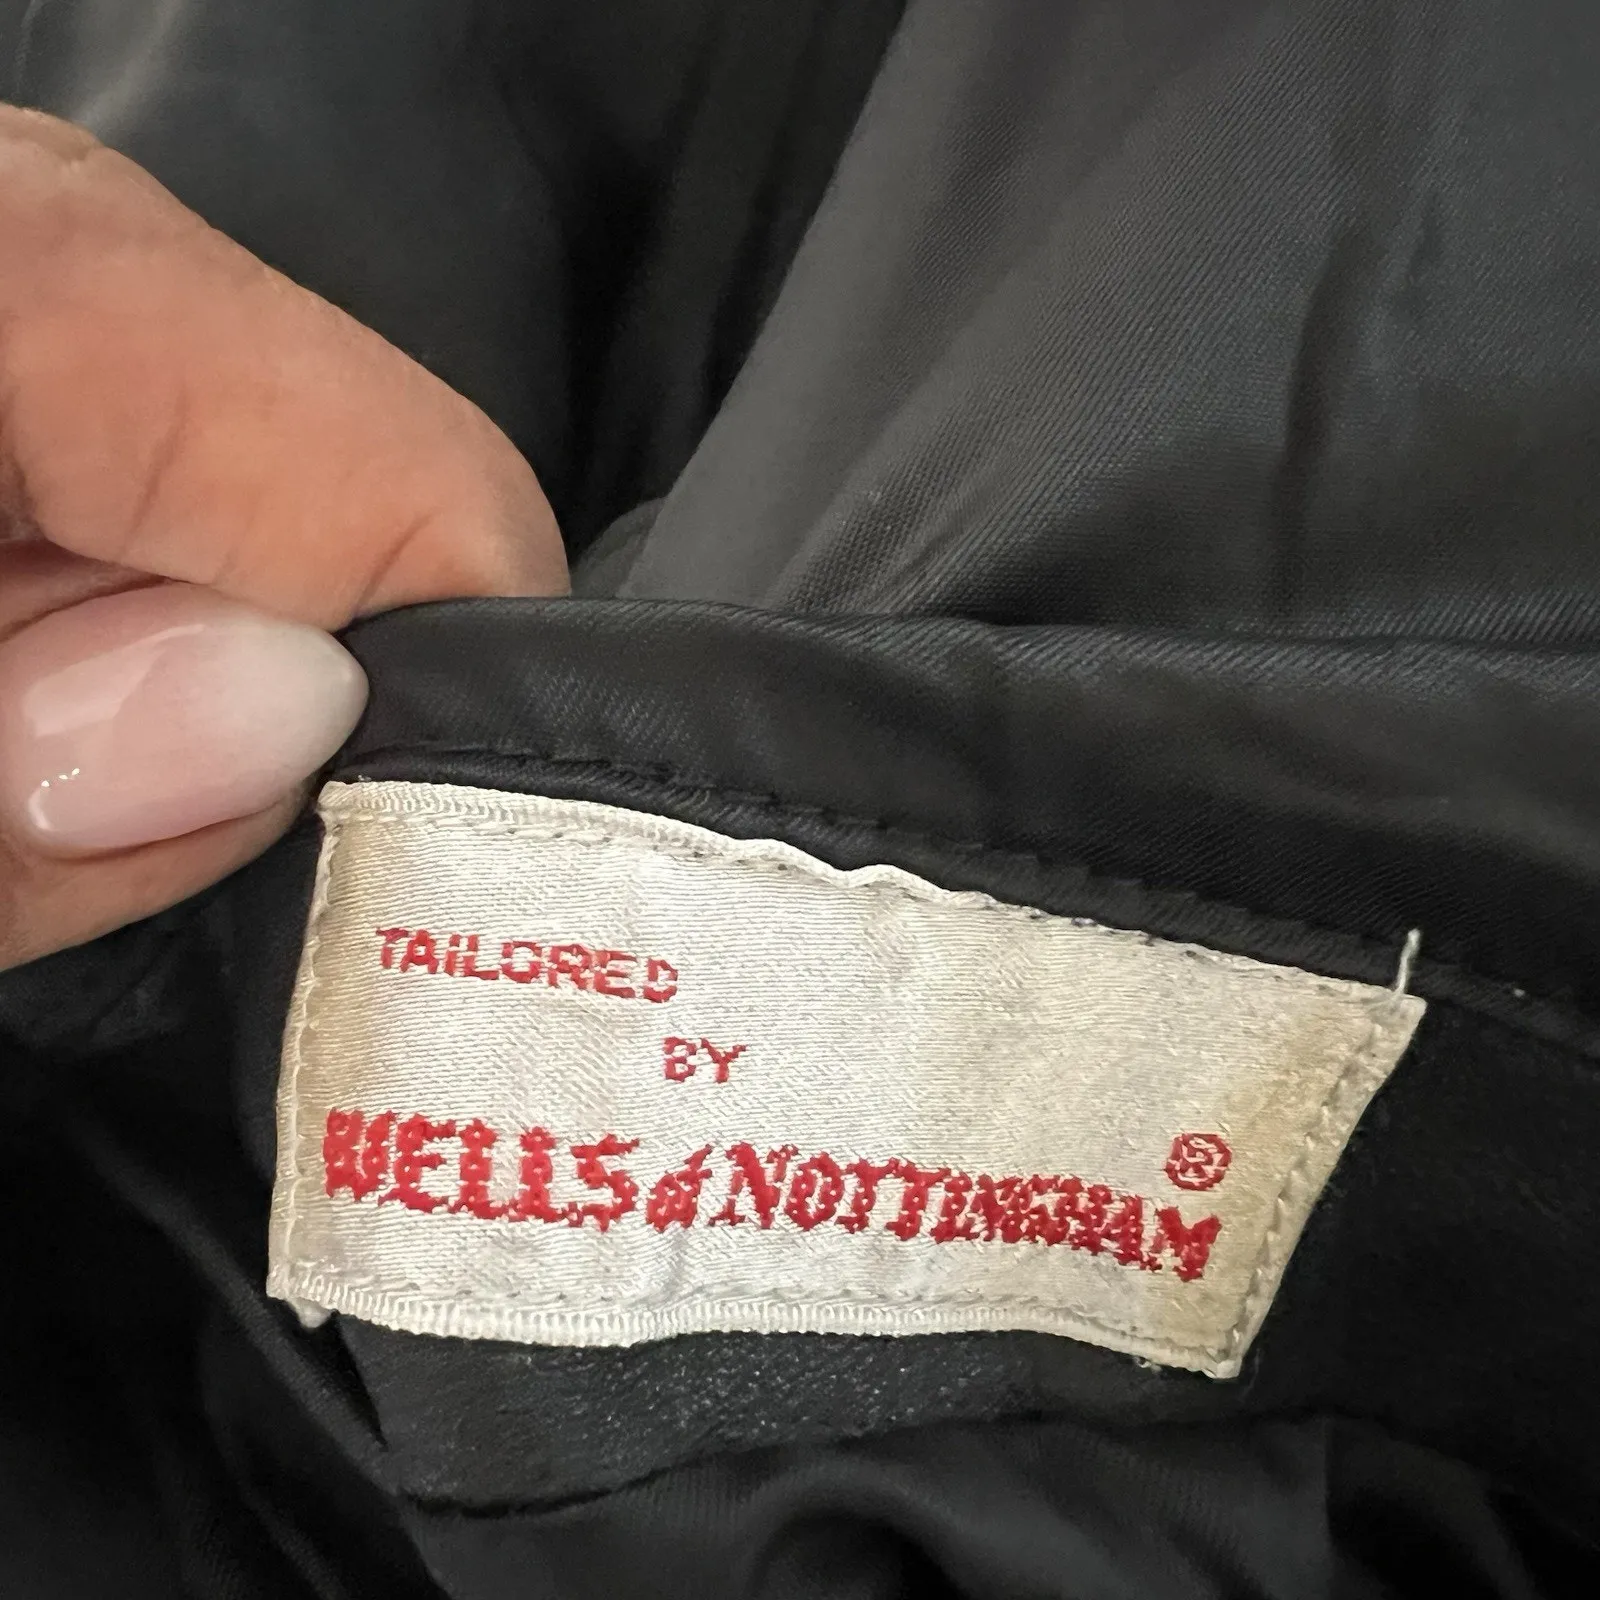 TAILORED
BY
WELLS of NOTTINGHAM ®